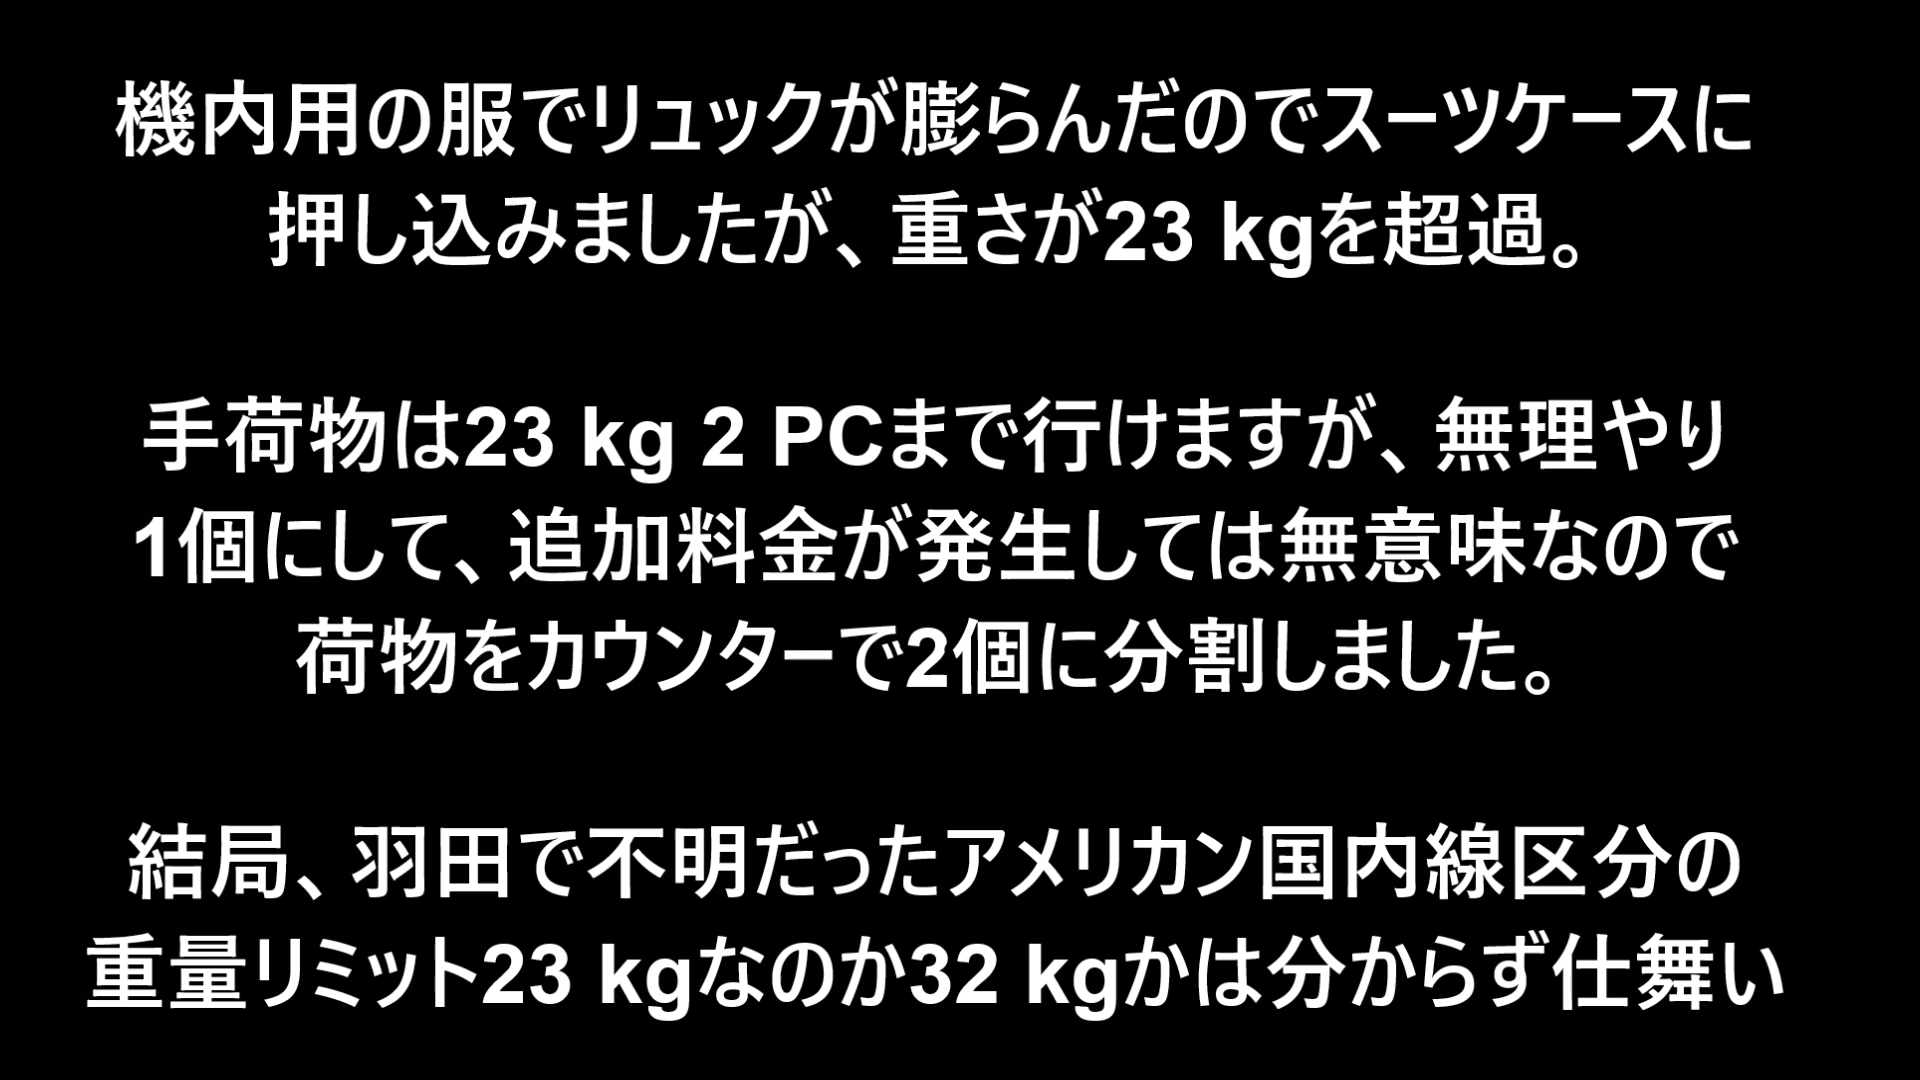 機内用の服でリュックが膨らんだのでスーツケースに
押し込みましたが、重さが23 kgを超過。
手荷物は23 kg 2 PCまで行けますが、無理やり
1個にして、追加料金が発生しては無意味なので
荷物をカウンターで2個に分割しました。
結局、羽田で不明だったアメリカン国内線区分の
重量リミット23 kgなのか32 kgかは分からず仕舞い